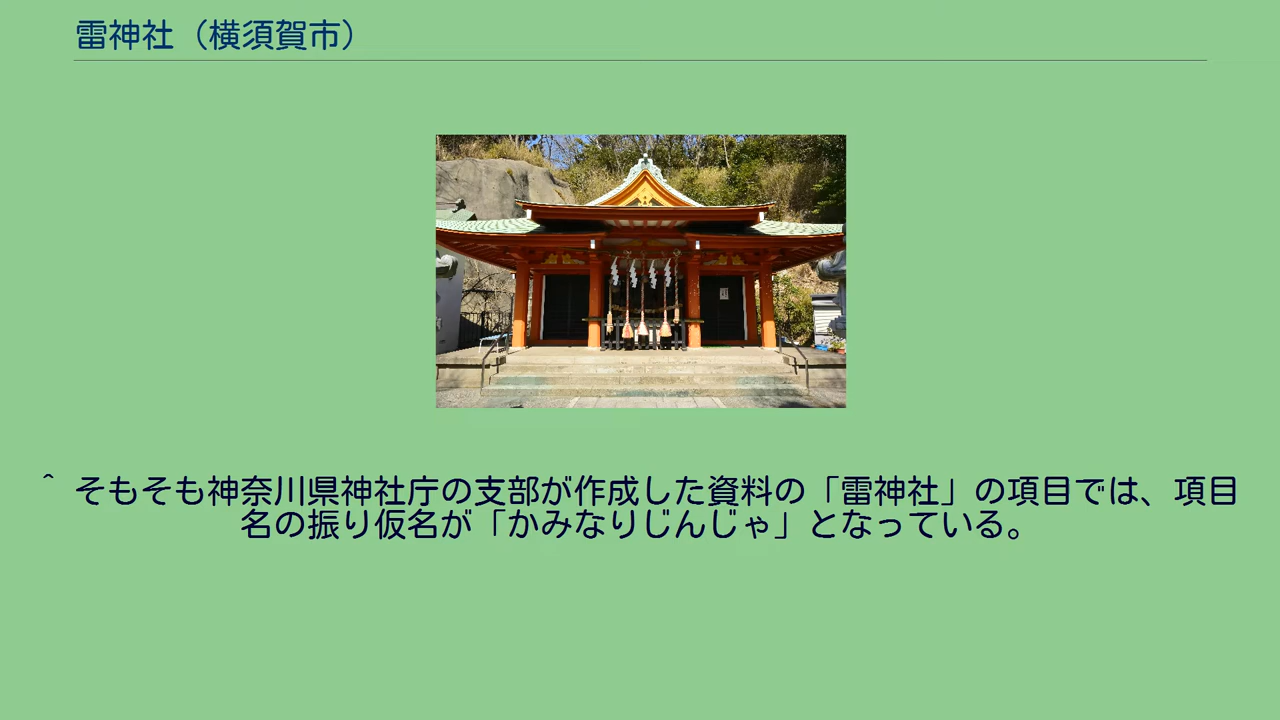 雷神社（横須賀市）
^ そもそも神奈川県神社庁の支部が作成した資料の「雷神社」の項目では、項目
名の振り仮名が「かみなりじんじゃ」となっている。